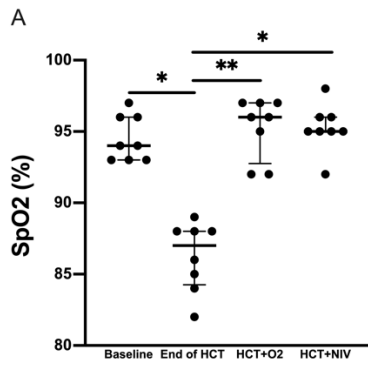 A
*
*
**
100
95
90
85
80
SpO2 (%)
Baseline End of HCT HCT+O2 HCT+NIV